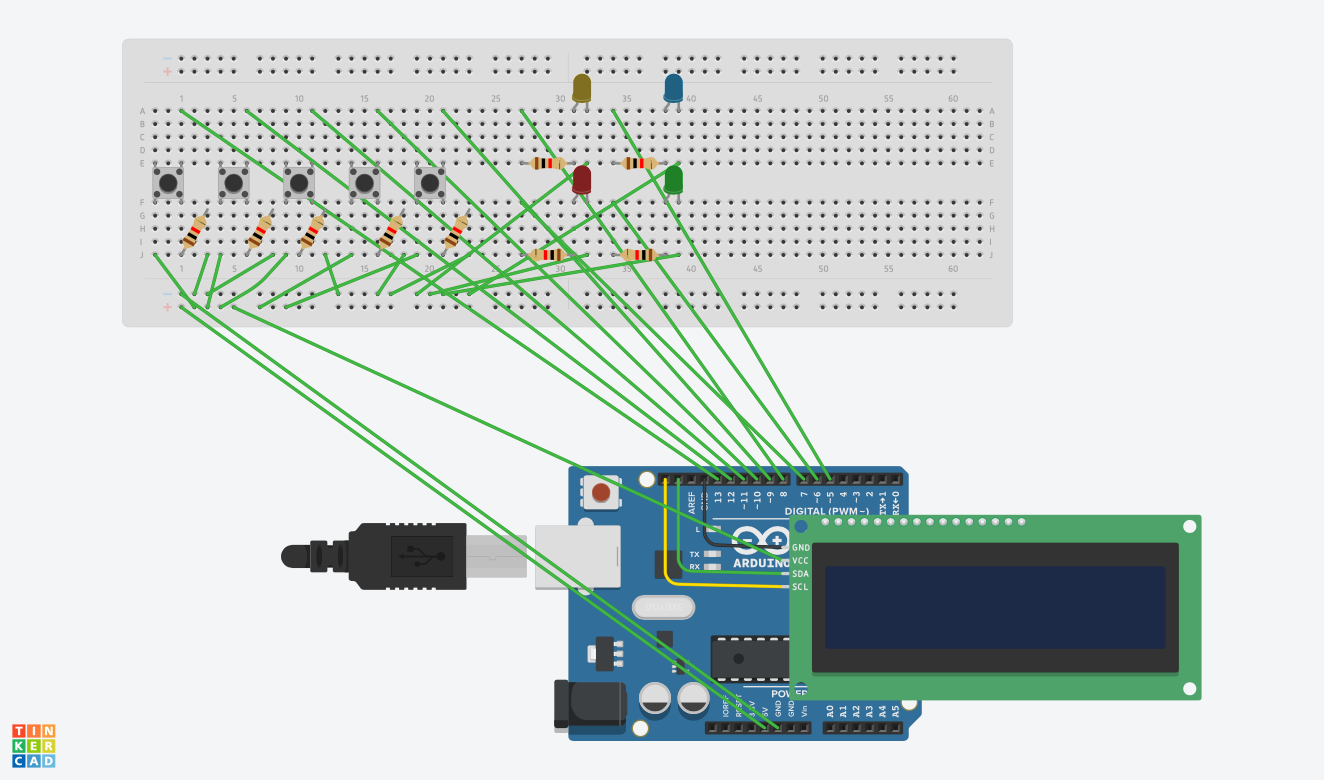 − −
+ +
1 5 10 15 20 25 30 35 40 45 50 55 60
A A
B B
C C
D D
E E
F F
G G
H H
I I
J J
1 5 10 15 20 25 30 35 40 45 50 55 60
−
+
AREF
GND
13
12
~11
~10
~9
8
7
~6
~5
4
~3
2
TX→1
RX←0
DIGITAL (PWM~)
L
TX
RX
ARDUINO
GND
VCC
SDA
SCL
POWER
IOREF
RESET
3.3V
5V
GND
GND
Vin
A0
A1
A2
A3
A4
A5
TIN
KER
CAD